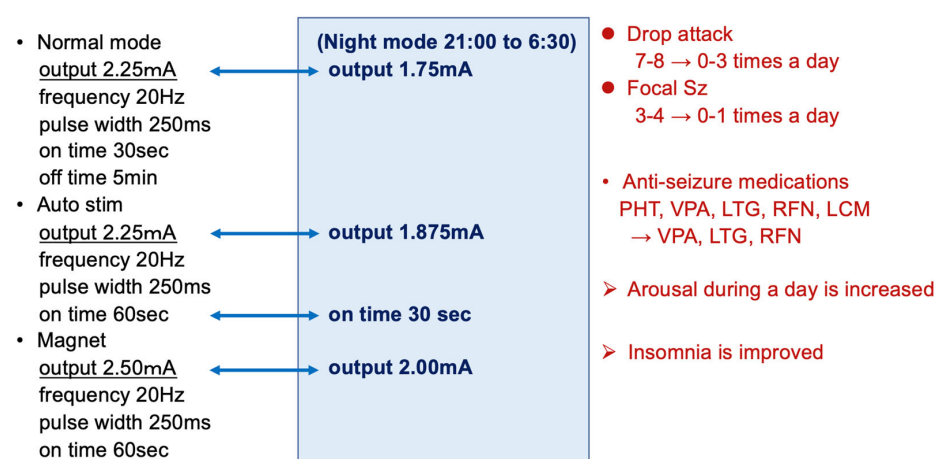 • Normal mode
output 2.25mA
frequency 20Hz
pulse width 250ms
on time 30sec
off time 5min
• Auto stim
output 2.25mA
frequency 20Hz
pulse width 250ms
on time 60sec
• Magnet
output 2.50mA
frequency 20Hz
pulse width 250ms
on time 60sec
(Night mode 21:00 to 6:30)
output 1.75mA
output 1.875mA
on time 30 sec
output 2.00mA
● Drop attack
7-8 → 0-3 times a day
● Focal Sz
3-4 → 0-1 times a day
• Anti-seizure medications
PHT, VPA, LTG, RFN, LCM
→ VPA, LTG, RFN
➢ Arousal during a day is increased
➢ Insomnia is improved